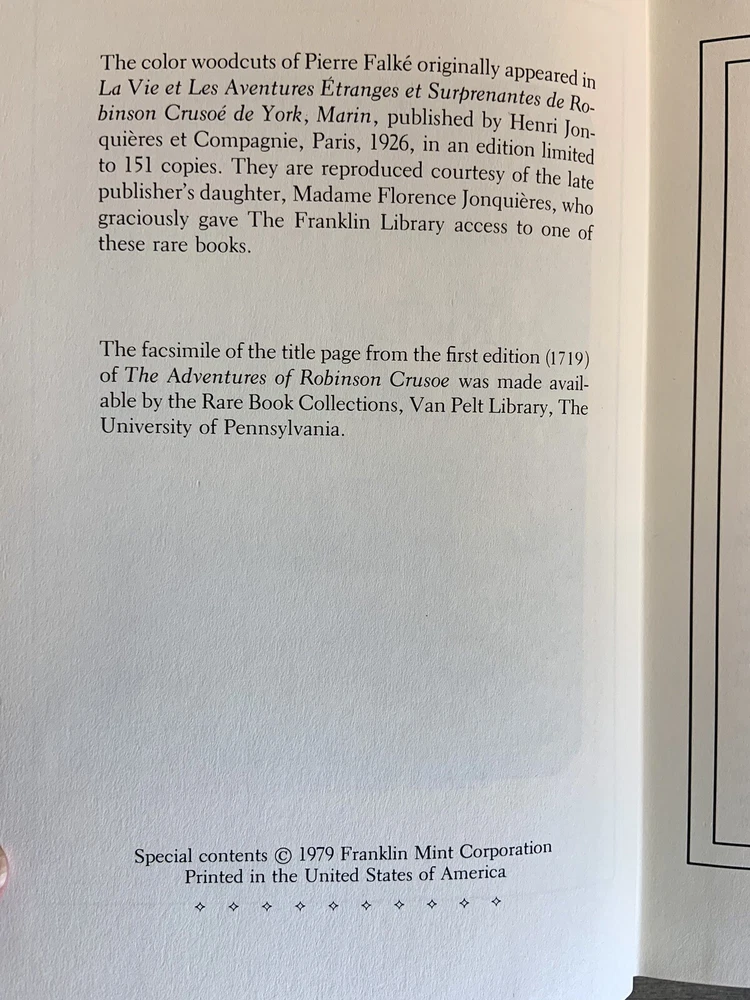 The color woodcuts of Pierre Falké originally appeared in
La Vie et Les Aventures Étranges et Surprenantes de Ro-
binson Crusoé de York, Marin, published by Henri Jon-
quières et Compagnie, Paris, 1926, in an edition limited
to 151 copies. They are reproduced courtesy of the late
publisher's daughter, Madame Florence Jonquières, who
graciously gave The Franklin Library access to one of
these rare books.
The facsimile of the title page from the first edition (1719)
of The Adventures of Robinson Crusoe was made avail-
able by the Rare Book Collections, Van Pelt Library, The
University of Pennsylvania.
Special contents © 1979 Franklin Mint Corporation
Printed in the United States of America